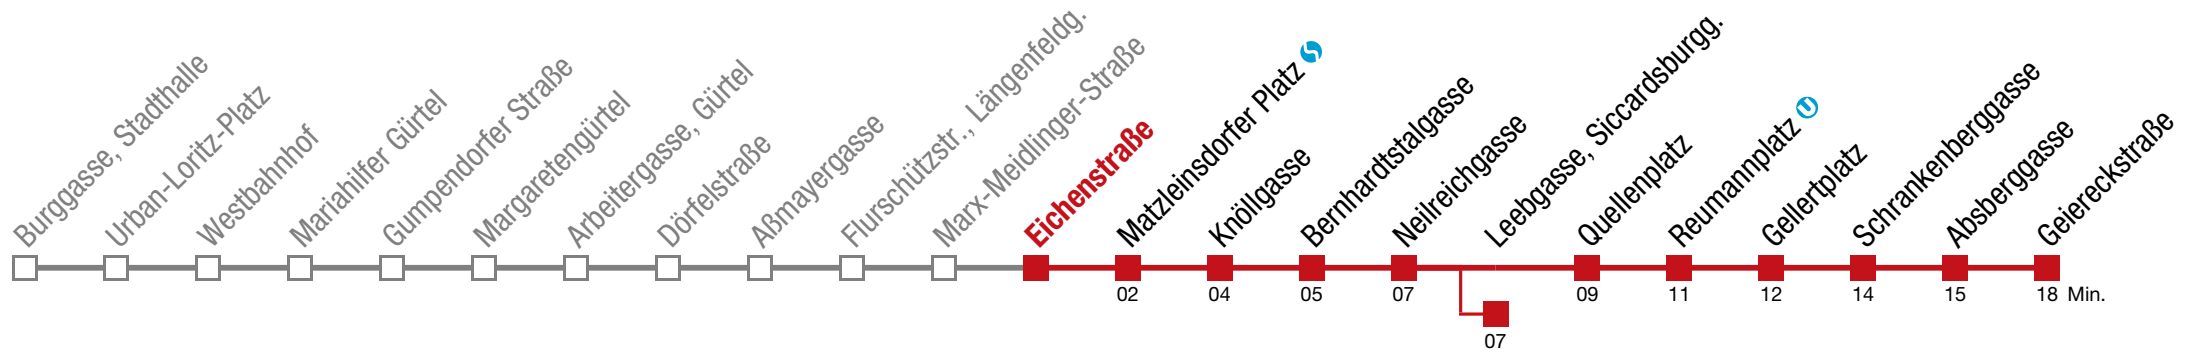 Burggasse, Stadthalle
Urban-Loritz-Platz
Westbahnhof
Mariahilfer Gürtel
Gumpendorfer Straße
Margaretengürtel
Arbeitergasse, Gürtel
Dörfelstraße
Aßmayergasse
Flurschützstr., Längenfeldg.
Marx-Meidlinger-Straße
Eichenstraße
Matzleinsdorfer Platz
Knöllgasse
Bernhardtstalgasse
Neilreichgasse
Leebgasse, Siccardsburgg.
Quellenplatz
Reumannplatz U
Gellertplatz
Schrankenberggasse
Absberggasse
Geiereckstraße
02 04 05 07 09 11 12 14 15 18 Min.
07